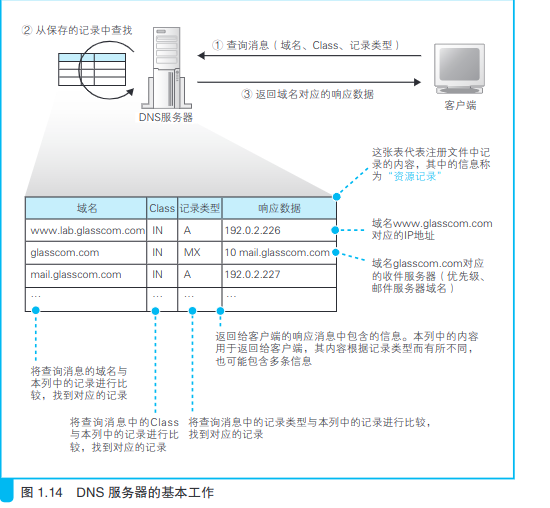 ② 从保存的记录中查找
① 查询消息（域名、Class、记录类型）
③ 返回域名对应的响应数据
DNS服务器
客户端
这张表代表注册文件中记
录的内容，其中的信息称
为“资源记录”
域名 Class 记录类型 响应数据
www.lab.glasscom.com IN A 192.0.2.226
glasscom.com IN MX 10 mail.glasscom.com
mail.glasscom.com IN A 192.0.2.227
… … … …
域名www.glasscom.com
对应的IP地址
域名glasscom.com对应
的收件服务器（优先级、
邮件服务器域名）
返回给客户端的响应消息中包含的信息。本列中的内容
用于返回给客户端，其内容根据记录类型而有所不同，
也可能包含多条信息
将查询消息的域名与
本列中的记录进行比
较，找到对应的记录
将查询消息中的Class
与本列中的记录进行比
较，找到对应的记录
将查询消息中的记录类型与本列中的记录进行比较，
找到对应的记录
图 1.14 DNS 服务器的基本工作